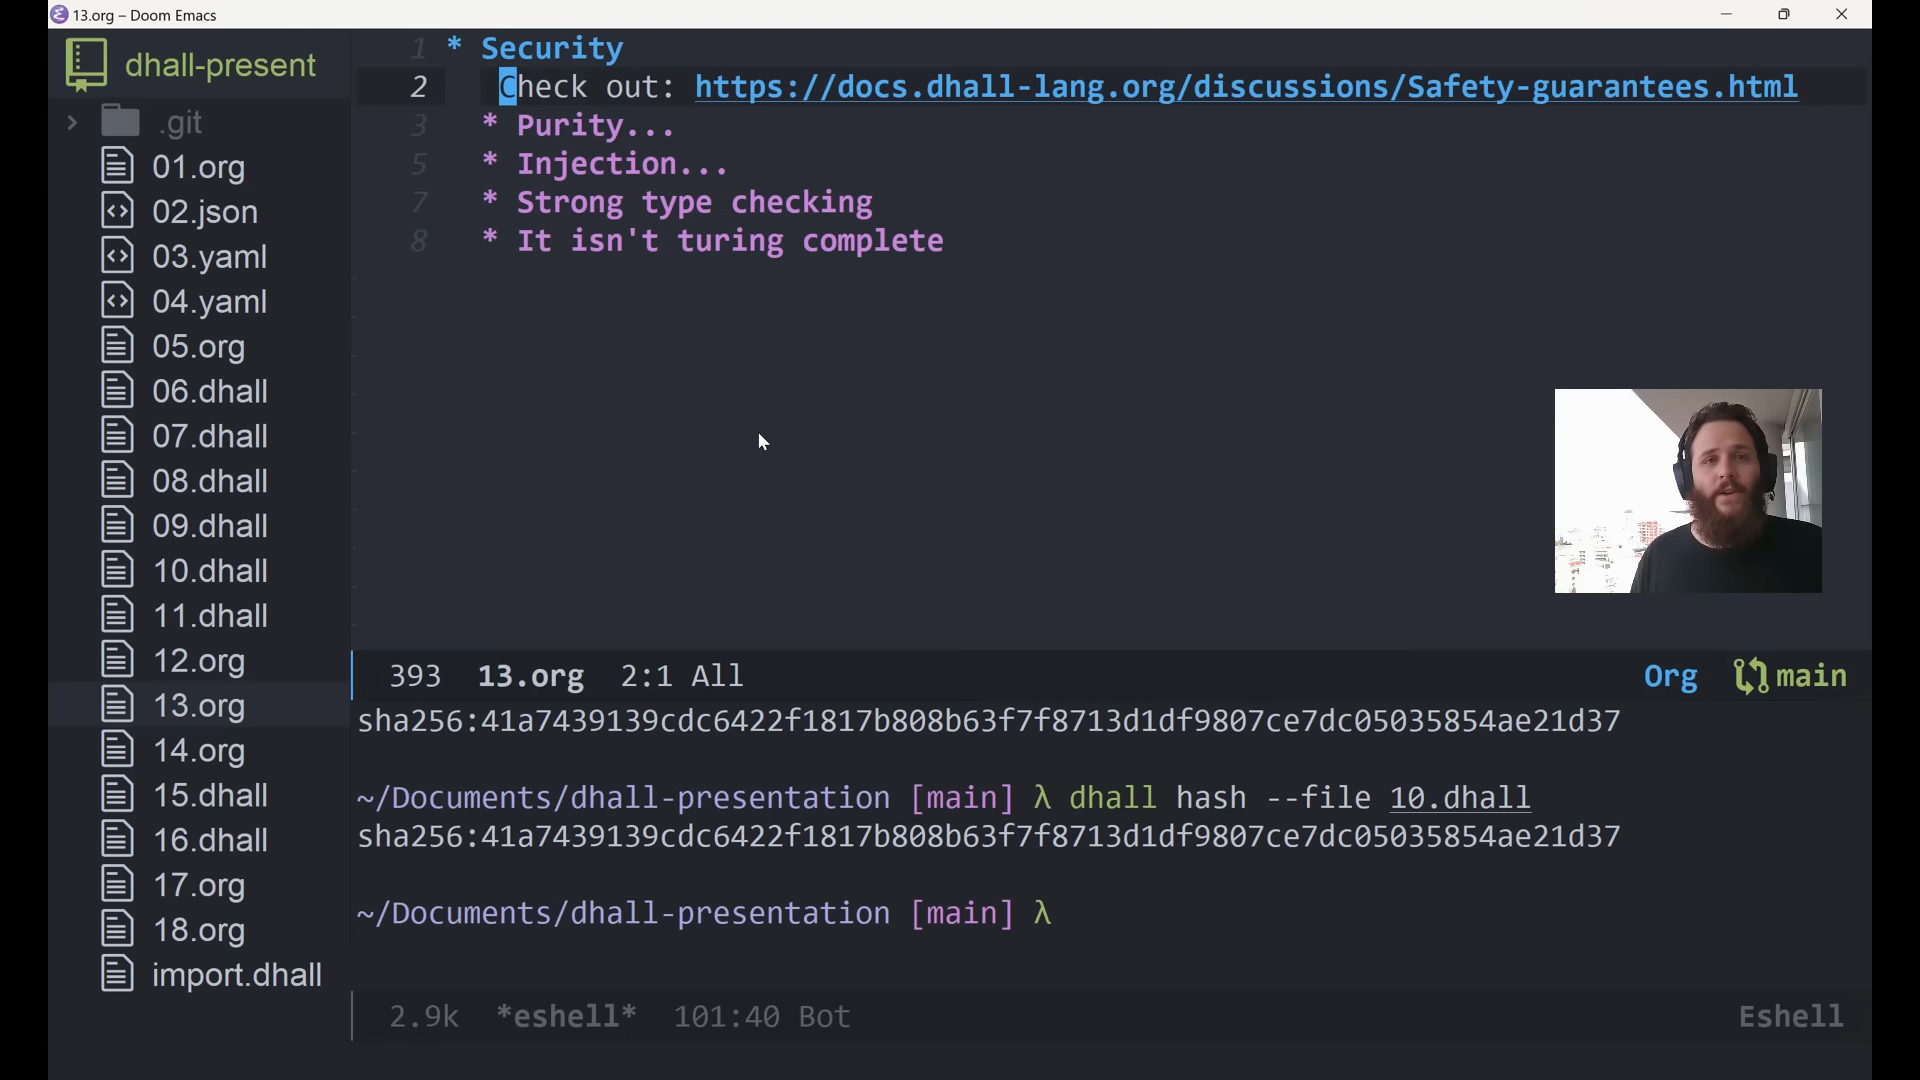 13.org – Doom Emacs
dhall-present
.git
01.org
02.json
03.yaml
04.yaml
05.org
06.dhall
07.dhall
08.dhall
09.dhall
10.dhall
11.dhall
12.org
13.org
14.org
15.dhall
16.dhall
17.org
18.org
import.dhall
1 * Security
2 Check out: https://docs.dhall-lang.org/discussions/Safety-guarantees.html
3 * Purity...
5 * Injection...
7 * Strong type checking
8 * It isn't turing complete
393 13.org 2:1 All Org main
sha256:41a7439139cdc6422f1817b808b63f7f8713d1df9807ce7dc05035854ae21d37
~/Documents/dhall-presentation [main] λ dhall hash --file 10.dhall
sha256:41a7439139cdc6422f1817b808b63f7f8713d1df9807ce7dc05035854ae21d37
~/Documents/dhall-presentation [main] λ
2.9k *eshell* 101:40 Bot Eshell